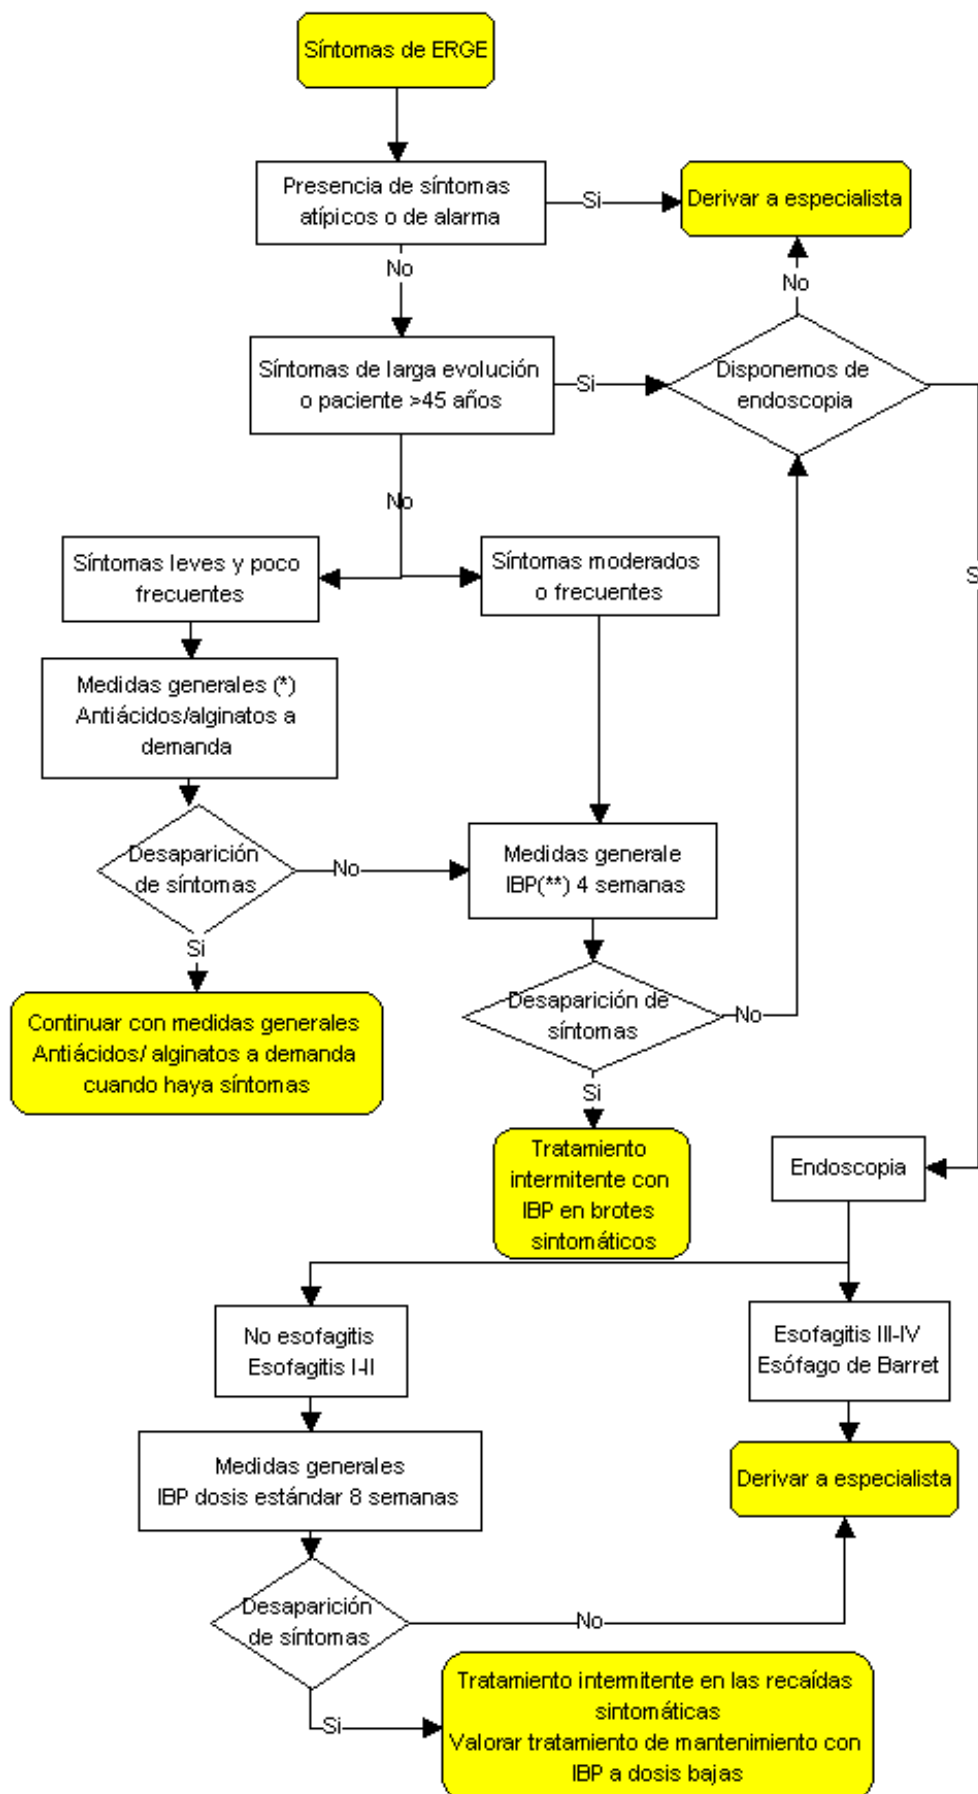 Síntomas de ERGE
Presencia de síntomas
atípicos o de alarma
Si
Derivar a especialista
No
No
Síntomas de larga evolución
o paciente >45 años
Si
Disponemos de
endoscopia
No
Si
Síntomas leves y poco
frecuentes
Síntomas moderados
o frecuentes
Medidas generales (*)
Antiácidos/alginatos a
demanda
Desaparición
de síntomas
No
Medidas generale
IBP(**) 4 semanas
Si
Continuar con medidas generales
Antiácidos/ alginatos a demanda
cuando haya síntomas
Desaparición de
síntomas
No
Si
Tratamiento
intermitente con
IBP en brotes
sintomáticos
Endoscopia
No esofagitis
Esofagitis I-II
Esofagitis III-IV
Esófago de Barret
Medidas generales
IBP dosis estándar 8 semanas
Derivar a especialista
Desaparición
de síntomas
No
Si
Tratamiento intermitente en las recaídas
sintomáticas
Valorar tratamiento de mantenimiento con
IBP a dosis bajas